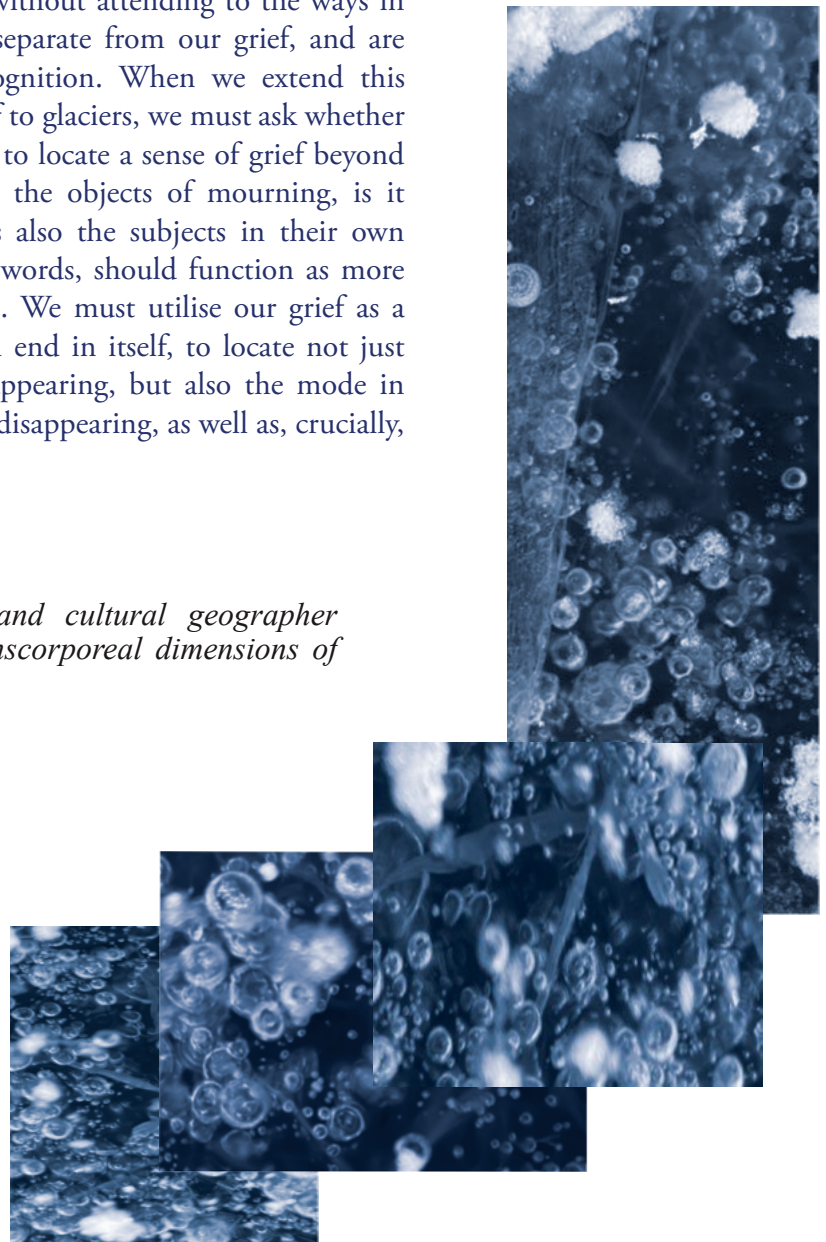 without attending to the ways in
separate from our grief, and are
ognition. When we extend this
to glaciers, we must ask whether
to locate a sense of grief beyond
the objects of mourning, is it
also the subjects in their own
words, should function as more
. We must utilise our grief as a
end in itself, to locate not just
ppearing, but also the mode in
disappearing, as well as, crucially,
and cultural geographer
nscorporeal dimensions of